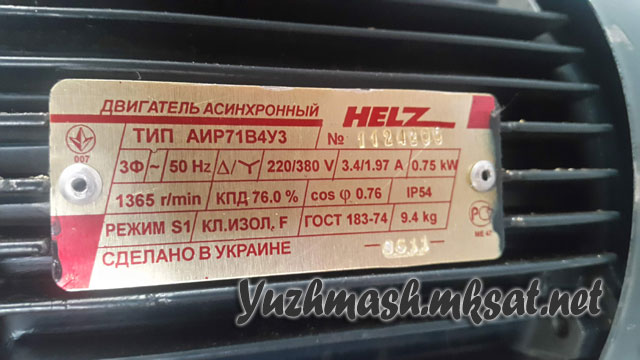 ДВИГАТЕЛЬ АСИНХРОННЫЙ HELZ
ТИП АИР71В4У3 №
007
3Ф ~ 50 Hz Δ/Y 220/380 V 3.4/1.97 A 0.75 kW
1365 r/min КПД 76.0 % cos φ 0.76 IP54
РЕЖИМ S1 КЛ.ИЗОЛ. F ГОСТ 183-74 9.4 kg
СДЕЛАНО В УКРАИНЕ
Yuzhmash.mksat.net